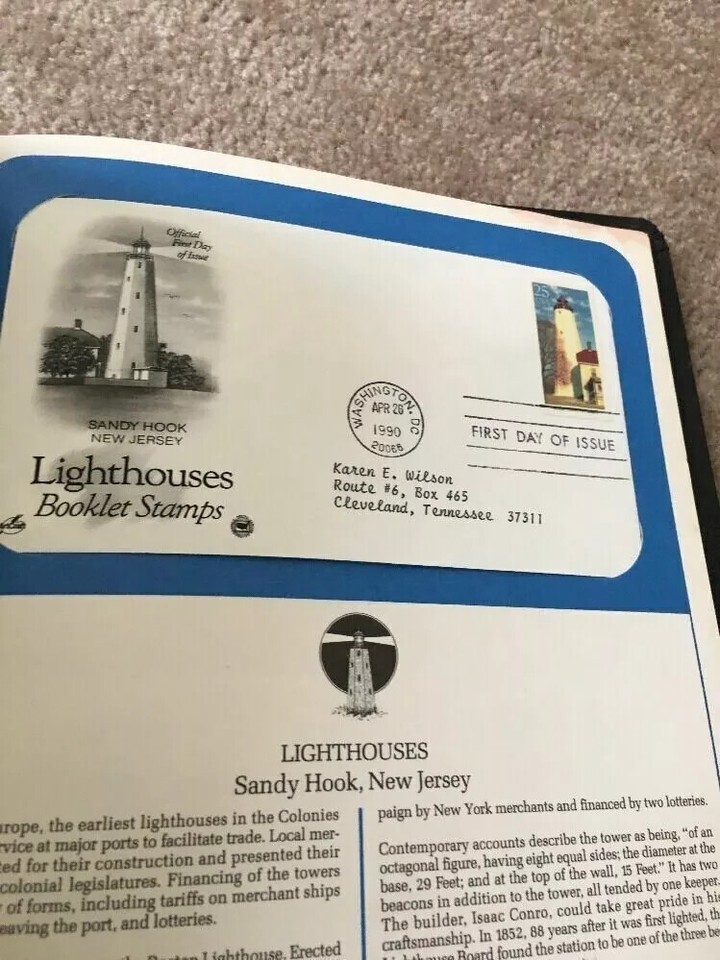 Official
First Day
of Issue
25
SANDY HOOK
NEW JERSEY
Lighthouses
Booklet Stamps
WASHINGTON, DC
APR 26
1990
20066
FIRST DAY OF ISSUE
Karen E. Wilson
Route #6, Box 465
Cleveland, Tennessee 37311
LIGHTHOUSES
Sandy Hook, New Jersey
urope, the earliest lighthouses in the Colonies
rvice at major ports to facilitate trade. Local mer-
ted for their construction and presented their
colonial legislatures. Financing of the towers
of forms, including tariffs on merchant ships
eaving the port, and lotteries.
Boston Lighthouse. Erected
paign by New York merchants and financed by two lotteries.
Contemporary accounts describe the tower as being, "of an
octagonal figure, having eight equal sides; the diameter at the
base, 29 Feet; and at the top of the wall, 15 Feet." It has two
beacons in addition to the tower, all tended by one keeper.
The builder, Isaac Conro, could take great pride in his
craftsmanship. In 1852, 88 years after it was first lighted, th
Lighthouse Board found the station to be one of the three be